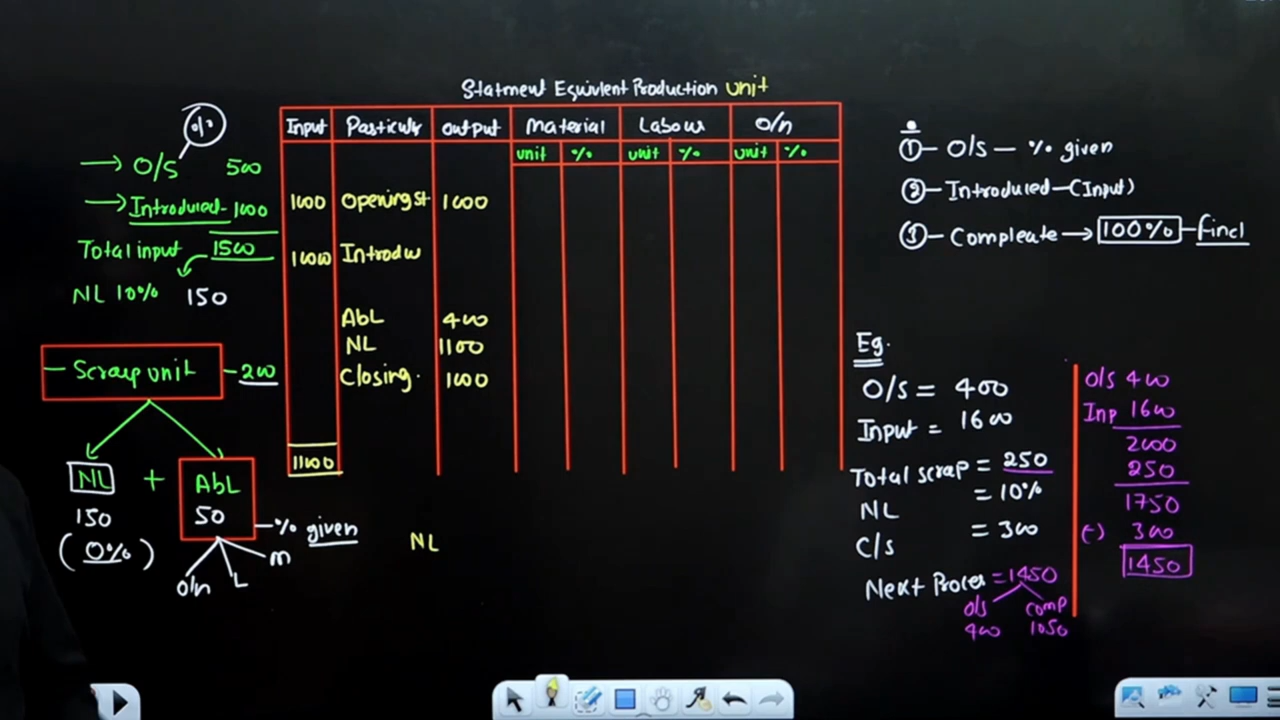 Statment Equivlent Production unit
O/S 500
→ Introduced - 1000
Total input 1500
NL 10% 150
- Scrap unit - 200
NL + AbL
150 50 - % given
(0%)
O/n L m
Input Particulr output Material Labour O/n
unit % unit % unit %
1000 Opening st 1000
10000 Introdu
AbL 400
NL 1100
Closing. 1000
11000
NL
① - O/S - % given
② - Introduced - (Input)
③ - Compleate → 100% - find
Eg.
O/S = 400
Input = 1600
Total scrap = 250
NL = 10%
C/S = 300
Next Proces = 1450
O/S comp
400 1050
O/S 400
Inp 1600
2000
250
1750
(-) 300
1450